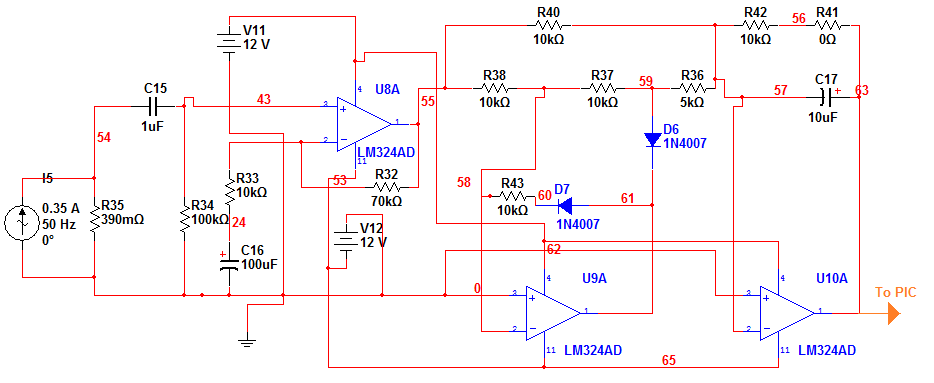 R40
10kΩ
R42
10kΩ
56
R41
0Ω
V11
12 V
C15
1uF
43
4
U8A
3
2
1
11
LM324AD
55
R38
10kΩ
R37
10kΩ
59
R36
5kΩ
57
C17
+
10uF
63
54
I5
0.35 A
50 Hz
0°
R35
390mΩ
R34
100kΩ
R33
10kΩ
24
+
C16
100uF
53
R32
70kΩ
V12
12 V
58
R43
10kΩ
60
D7
1N4007
61
D6
1N4007
62
0
4
U9A
3
2
1
11
LM324AD
65
4
U10A
3
2
1
11
LM324AD
To PIC